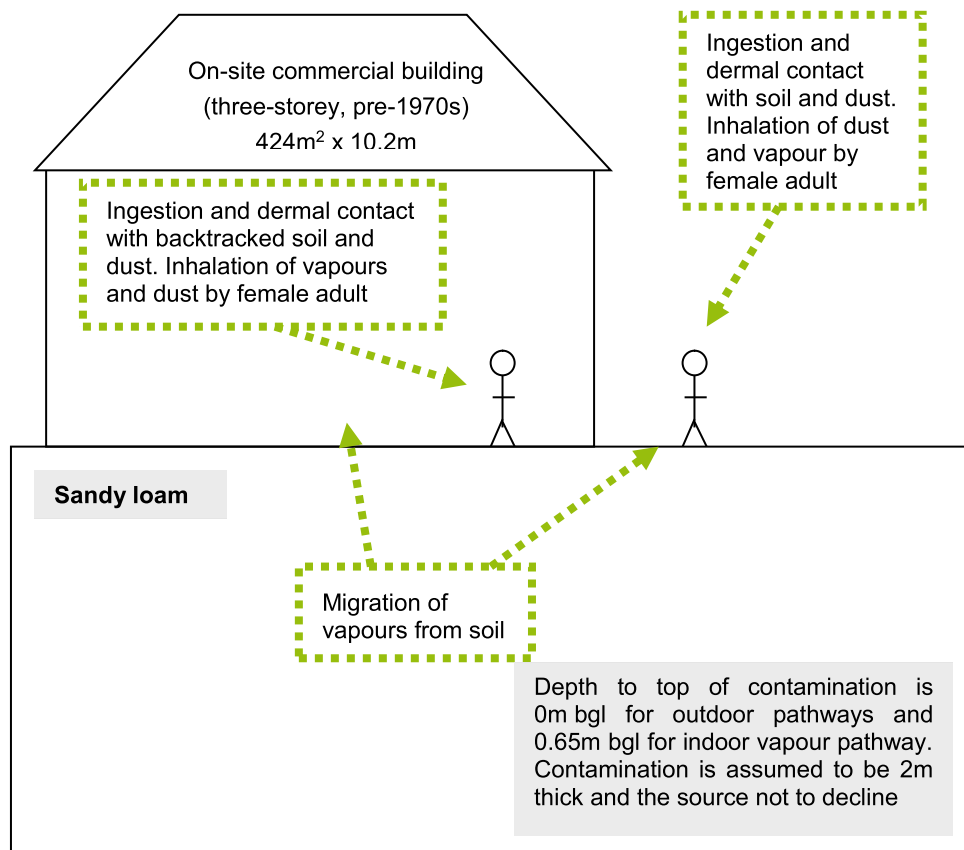 On-site commercial building
(three-storey, pre-1970s)
424m² x 10.2m
Ingestion and
dermal contact
with soil and dust.
Inhalation of dust
and vapour by
female adult
Ingestion and dermal contact
with backtracked soil and
dust. Inhalation of vapours
and dust by female adult
Sandy loam
Migration of
vapours from soil
Depth to top of contamination is
0m bgl for outdoor pathways and
0.65m bgl for indoor vapour pathway.
Contamination is assumed to be 2m
thick and the source not to decline